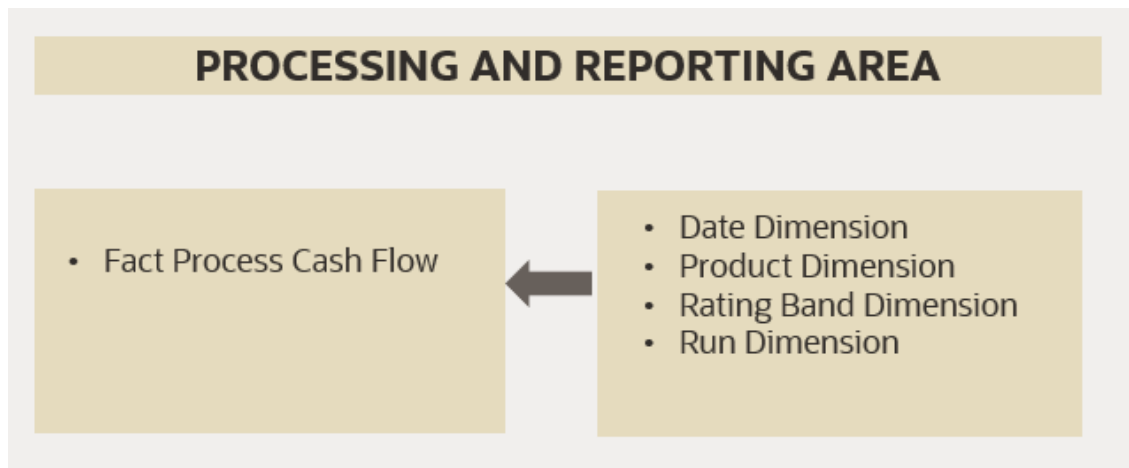 PROCESSING AND REPORTING AREA
• Fact Process Cash Flow
• Date Dimension
• Product Dimension
• Rating Band Dimension
• Run Dimension